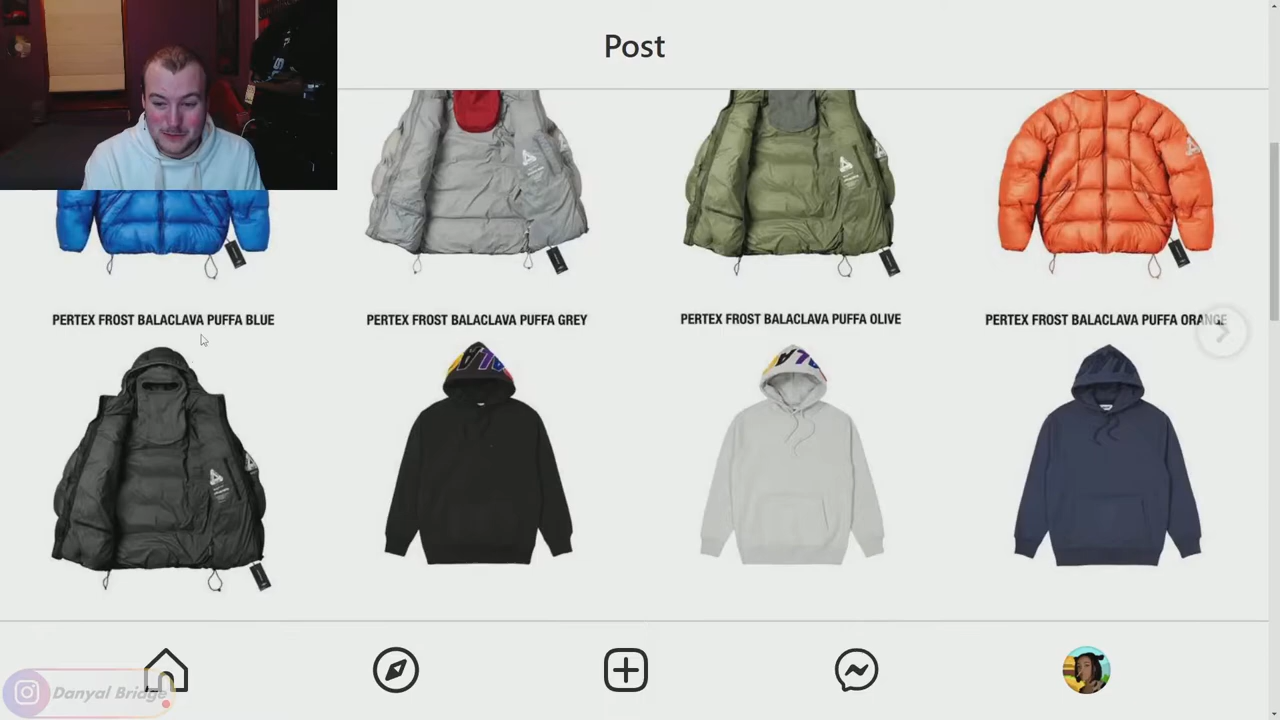 Post
PERTEX FROST BALACLAVA PUFFA BLUE
PERTEX FROST BALACLAVA PUFFA GREY
PERTEX FROST BALACLAVA PUFFA OLIVE
PERTEX FROST BALACLAVA PUFFA ORANGE
Danyal Bridge